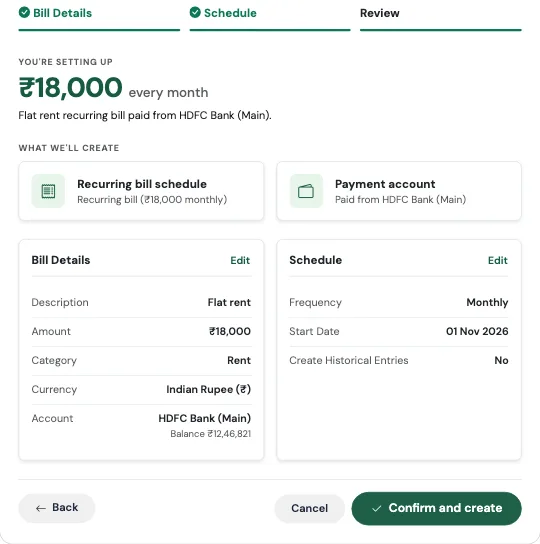 Bill Details
Schedule
Review
YOU'RE SETTING UP
₹18,000 every month
Flat rent recurring bill paid from HDFC Bank (Main).
WHAT WE'LL CREATE
Recurring bill schedule
Recurring bill (₹18,000 monthly)
Payment account
Paid from HDFC Bank (Main)
Bill Details Edit
Description Flat rent
Amount ₹18,000
Category Rent
Currency Indian Rupee (₹)
Account HDFC Bank (Main)
Balance ₹12,46,821
Schedule Edit
Frequency Monthly
Start Date 01 Nov 2026
Create Historical Entries No
← Back
Cancel
✓ Confirm and create